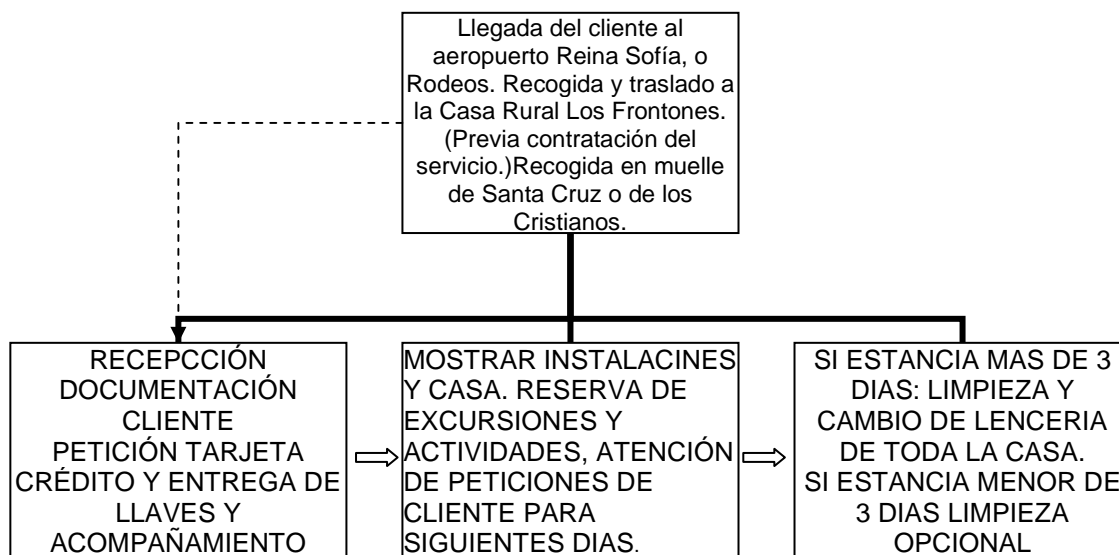 Llegada del cliente al
aeropuerto Reina Sofía, o
Rodeos. Recogida y traslado a
la Casa Rural Los Frontones.
(Previa contratación del
servicio.)Recogida en muelle
de Santa Cruz o de los
Cristianos.
RECEPCCIÓN
DOCUMENTACIÓN
CLIENTE
PETICIÓN TARJETA
CRÉDITO Y ENTREGA DE
LLAVES Y
ACOMPAÑAMIENTO
MOSTRAR INSTALACINES
Y CASA. RESERVA DE
EXCURSIONES Y
ACTIVIDADES, ATENCIÓN
DE PETICIONES DE
CLIENTE PARA
SIGUIENTES DIAS.
SI ESTANCIA MAS DE 3
DIAS: LIMPIEZA Y
CAMBIO DE LENCERIA
DE TODA LA CASA.
SI ESTANCIA MENOR DE
3 DIAS LIMPIEZA
OPCIONAL